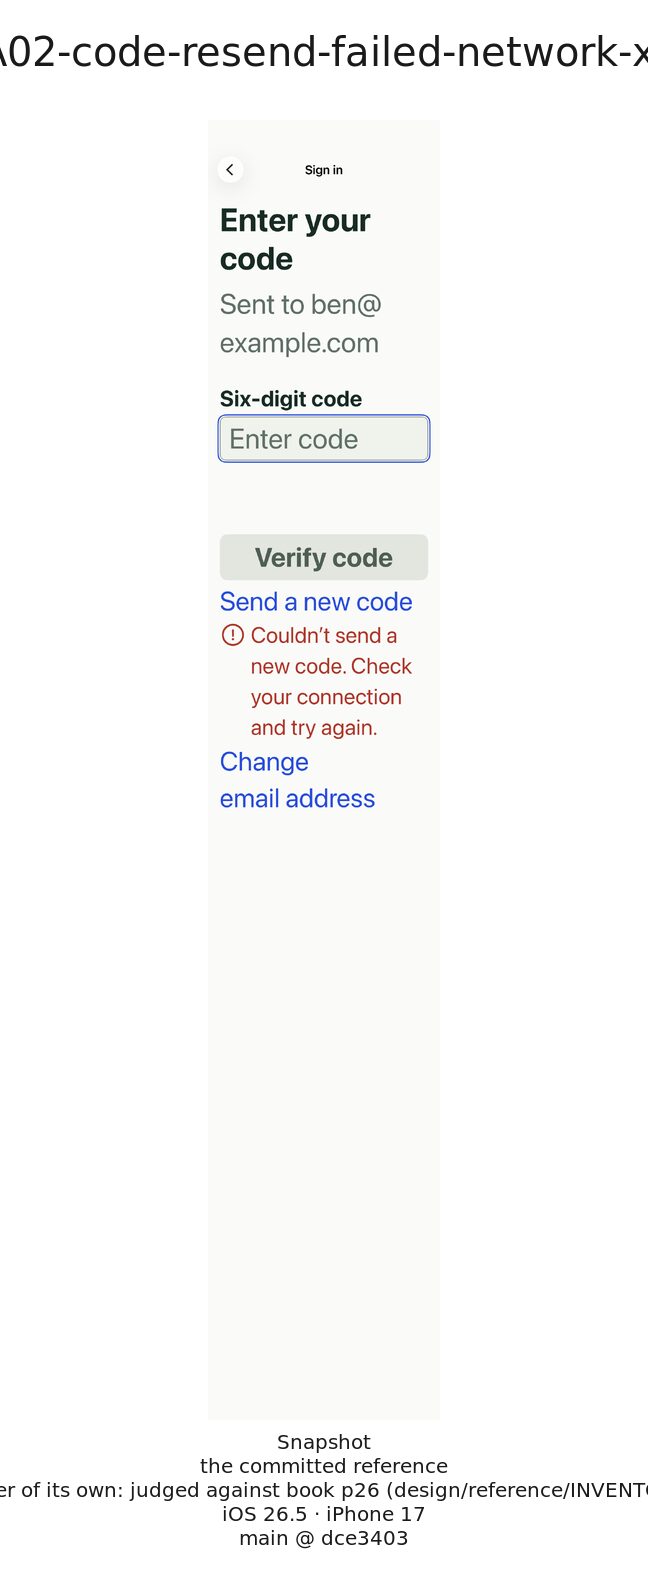 A02-code-resend-failed-network-x
Sign in
Enter your
code
Sent to ben@
example.com
Six-digit code
Enter code
Verify code
Send a new code
Couldn’t send a
new code. Check
your connection
and try again.
Change
email address
Snapshot
the committed reference
of its own: judged against book p26 (design/reference/
iOS 26.5 · iPhone 17
main @ dce3403